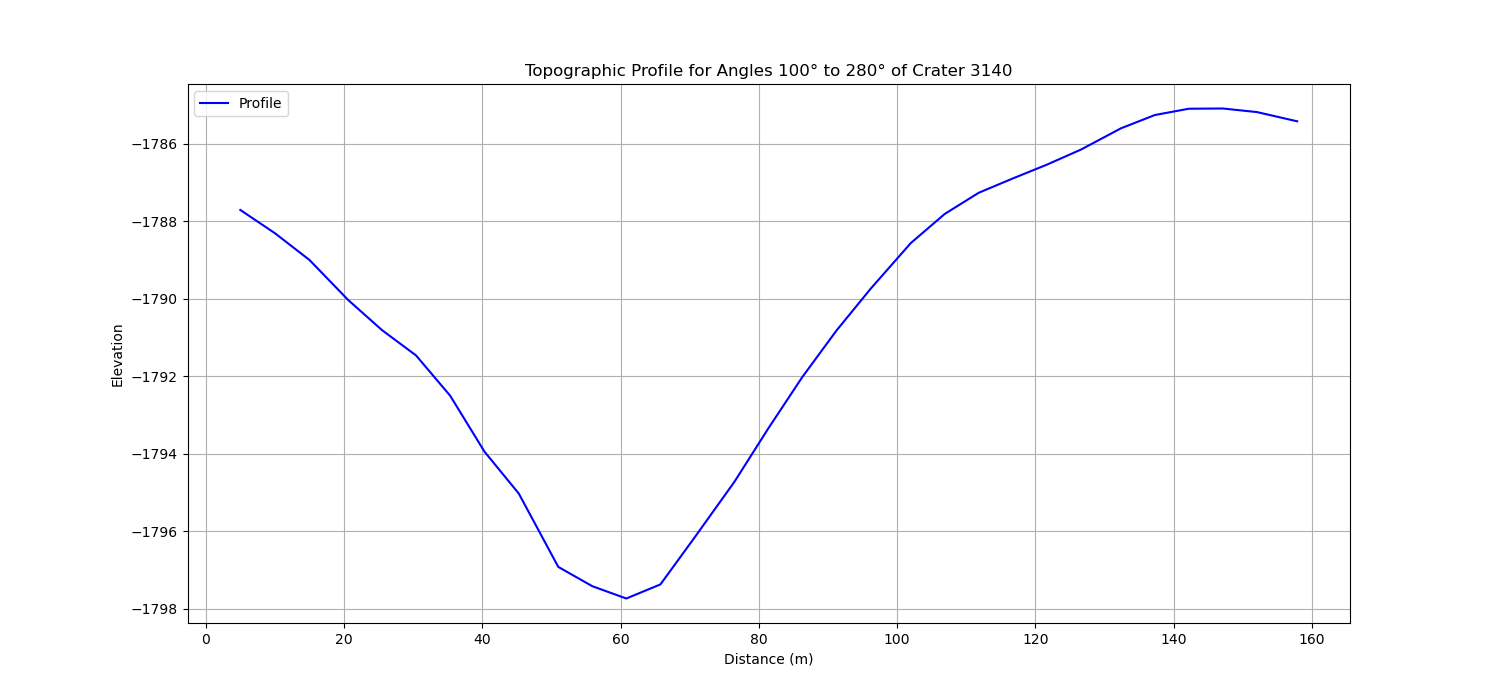 Topographic Profile for Angles 100° to 280° of Crater 3140
Profile
−1786
−1788
−1790
−1792
−1794
−1796
−1798
Elevation
0 20 40 60 80 100 120 140 160
Distance (m)